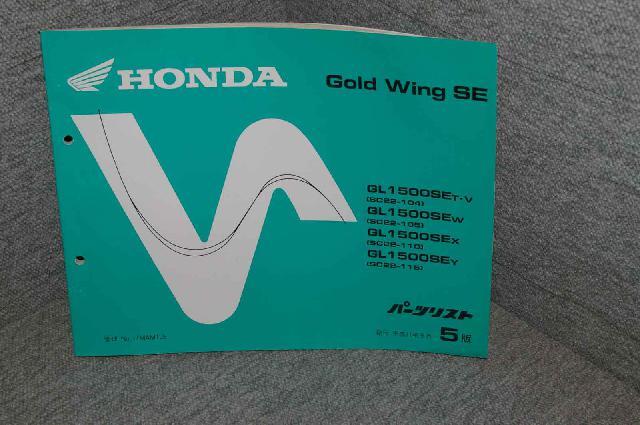 HONDA
Gold Wing SE
GL1500SET·V
(SC22-104)
GL1500SEW
(SC22-105)
GL1500SEX
(SC22-110)
GL1500SEY
(SC22-115)
パーツリスト
5版